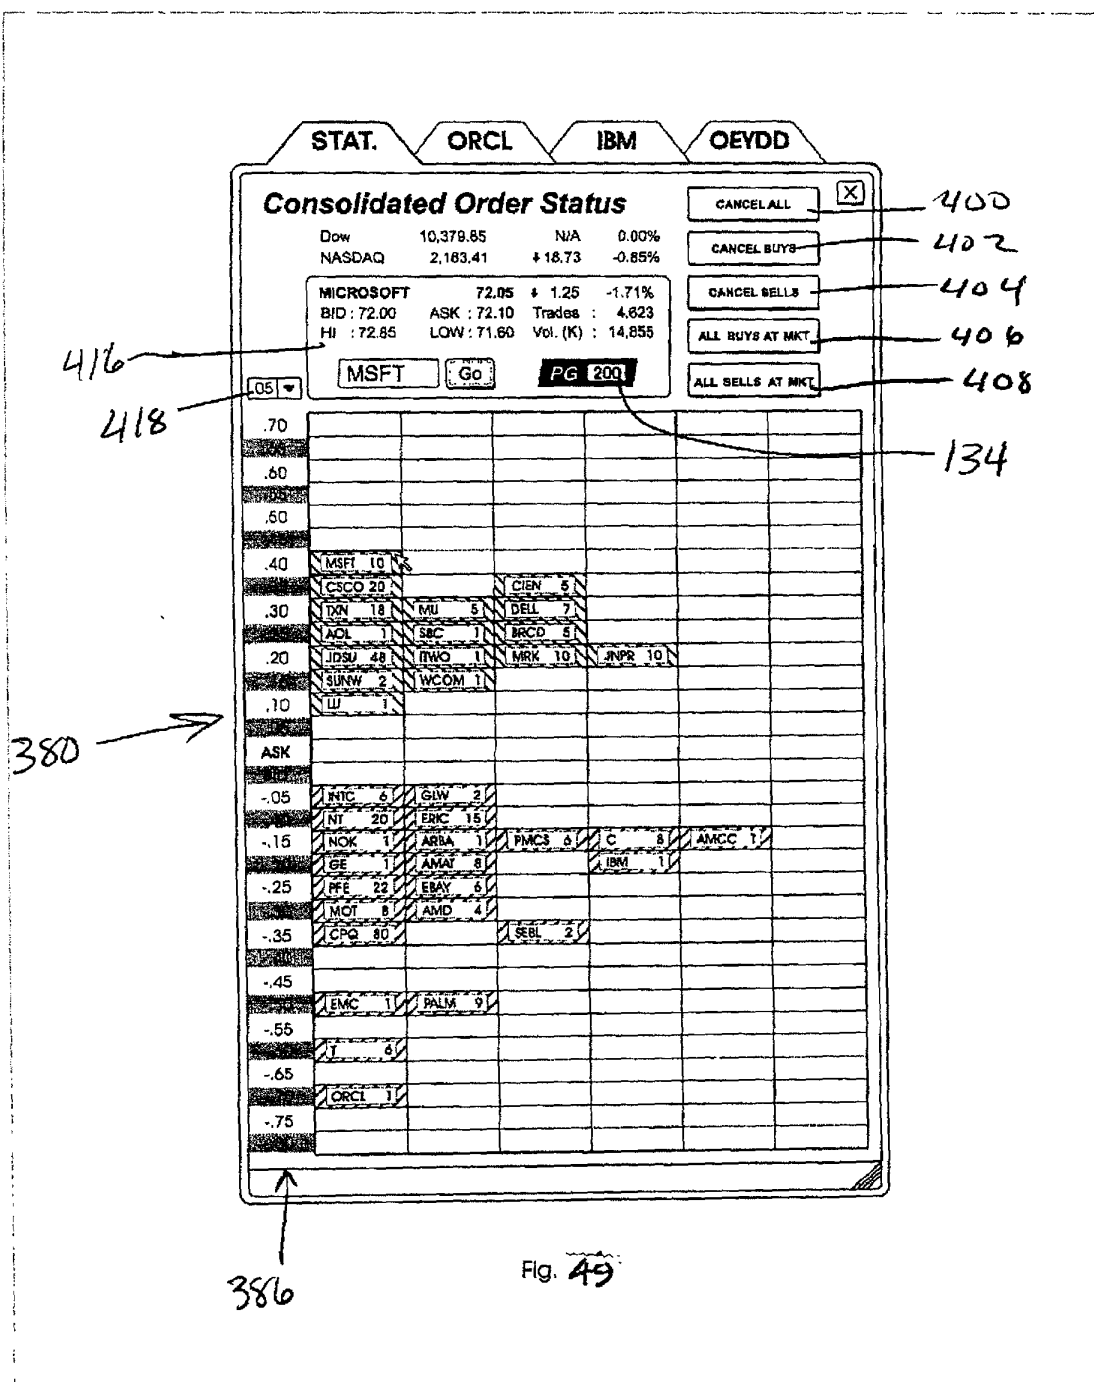 STAT. ORCL IBM OEYDD
Consolidated Order Status
CANCEL ALL
X
400
Dow 10,379.85 N/A 0.00%
NASDAQ 2,183.41 18.73 -0.85%
CANCEL BUYS
402
MICROSOFT 72.05 1.25 -1.71%
CANCEL SELLS
404
BID : 72.00 ASK : 72.10 Trades : 4,623
HI : 72.85 LOW : 71.60 Vol. (K) : 14,855
ALL BUYS AT MKT
406
416
MSFT Go PG 200
ALL SELLS AT MKT
408
.05
418
134
.70
.60
.50
.40 MSFT 10
CSCO 20 CIEN 5
.30 TXN 18 MU 5 DELL 7
AOL 1 SBC 1 BRCD 5
.20 JDSU 48 ITWO 1 MRK 10 JNPR 10
SUNW 2 WCOM 1
.10 LU 1
380
ASK
-.05 INTC 6 GLW 2
NT 20 ERIC 15
-.15 NOK 1 ARBA 1 PMCS 6 C 8 AMCC 1
GE 1 AMAT 8 IBM 1
-.25 PFE 22 EBAY 6
MOT 8 AMD 4
-.35 CPQ 80 SEBL 2
-.45
EMC 1 PALM 9
-.55
T 6
-.65
ORCL 1
-.75
386
Fig. 49